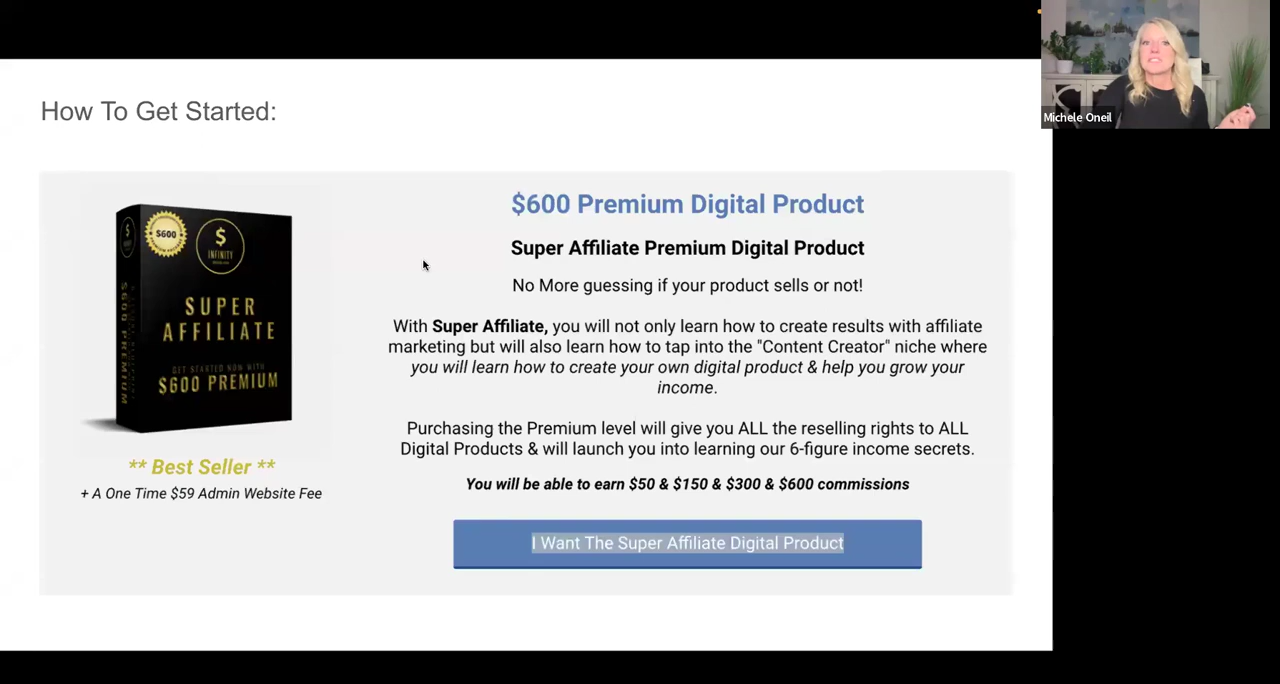 Michele Oneil
How To Get Started:
$600
$
INFINITY
SUPER
AFFILIATE
GET STARTED NOW WITH
$600 PREMIUM
** Best Seller **
+ A One Time $59 Admin Website Fee
$600 Premium Digital Product
Super Affiliate Premium Digital Product
No More guessing if your product sells or not!
With Super Affiliate, you will not only learn how to create results with affiliate
marketing but will also learn how to tap into the "Content Creator" niche where
you will learn how to create your own digital product & help you grow your
income.
Purchasing the Premium level will give you ALL the reselling rights to ALL
Digital Products & will launch you into learning our 6-figure income secrets.
You will be able to earn $50 & $150 & $300 & $600 commissions
I Want The Super Affiliate Digital Product